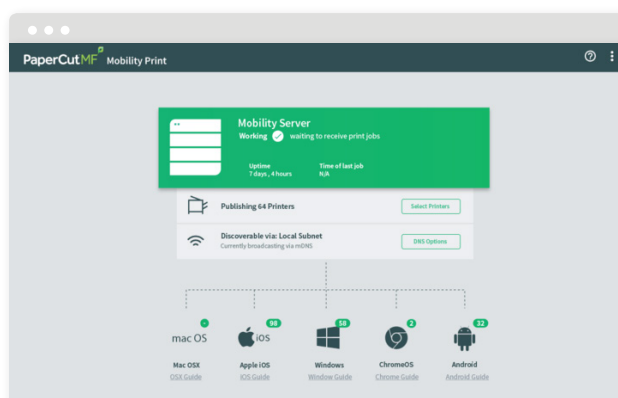 PaperCutMF Mobility Print
Mobility Server
Working waiting to receive print jobs
Uptime Time of last job
7 days, 4 hours N/A
Publishing 64 Printers Select Printers
Discoverable via: Local Subnet
Currently broadcasting via mDNS DNS Options
- 98 58 2 32
mac OS iOS
Mac OSX Apple iOS Windows ChromeOS Android
OSX Guide IOS Guide Window Guide Chrome Guide Android Guide